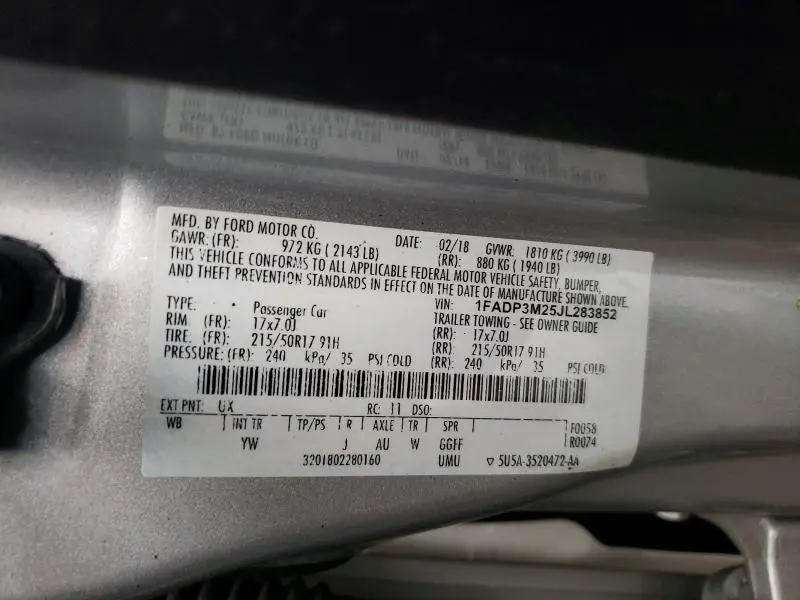 MFD. BY FORD MOTOR CO. DATE: 02/18 GVWR: 1810 KG ( 3990 LB)
GAWR: (FR): 972 KG ( 2143 LB) (RR): 880 KG ( 1940 LB)
THIS VEHICLE CONFORMS TO ALL APPLICABLE FEDERAL MOTOR VEHICLE SAFETY, BUMPER,
AND THEFT PREVENTION STANDARDS IN EFFECT ON THE DATE OF MANUFACTURE SHOWN ABOVE.
VIN: 1FADP3M25JL283852
TYPE: Passenger Car TRAILER TOWING - SEE OWNER GUIDE
RIM (FR): 17x7.0J (RR): 17x7.0J
TIRE: (FR): 215/50R17 91H (RR): 215/50R17 91H
PRESSURE: (FR): 240 kPa/ 35 PSI COLD (RR): 240 kPa/ 35 PSI COLD
EXT PNT: UX RC: 11 DSO:
WB INT TR TP/PS R AXLE TR SPR F0058
YW J AU W GGFF R0074
3201802280160 UMU ▽ 5U5A-3520472-AA